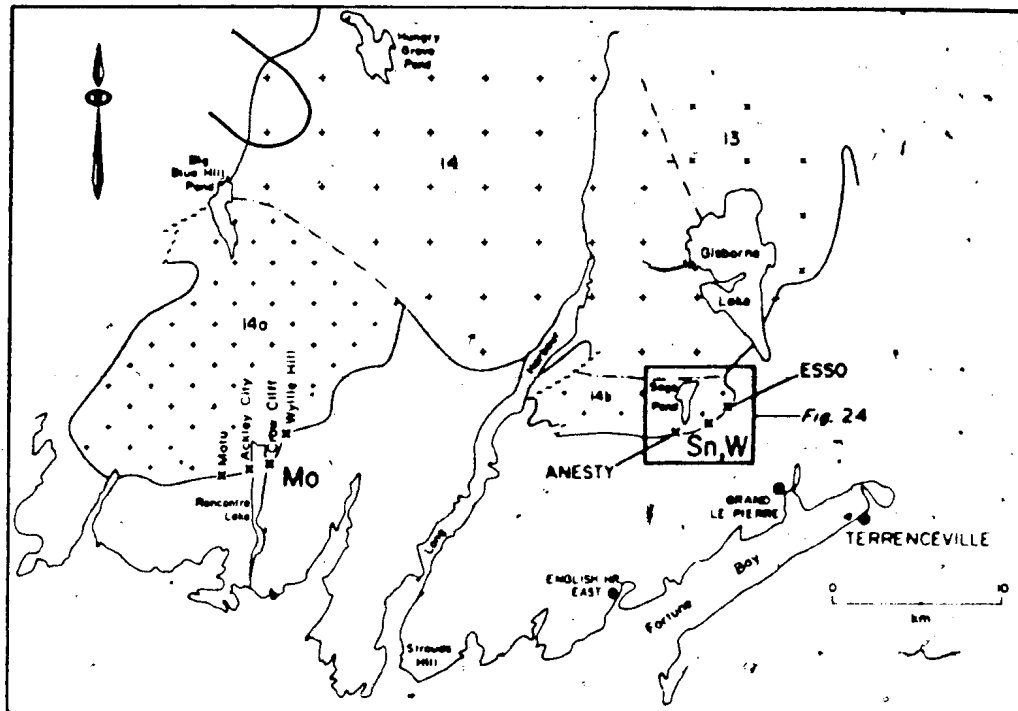 Hungry
Grove
Pond
13
14
Big
Blue Hill
Pond
Gisborne
Lake
14a
Harbour
ESSO
Sage
Pond
14b
Fig. 24
Wyllie Hill
Crow Cliff
Ackley City
Motu
Sn,W
ANESTY
Mo
Rencontre
Lake
GRAND
LE PIERRE
Long
TERRENCEVILLE
Bay
ENGLISH HR.
EAST
Fortune
0 10
km
Strouds
Hill